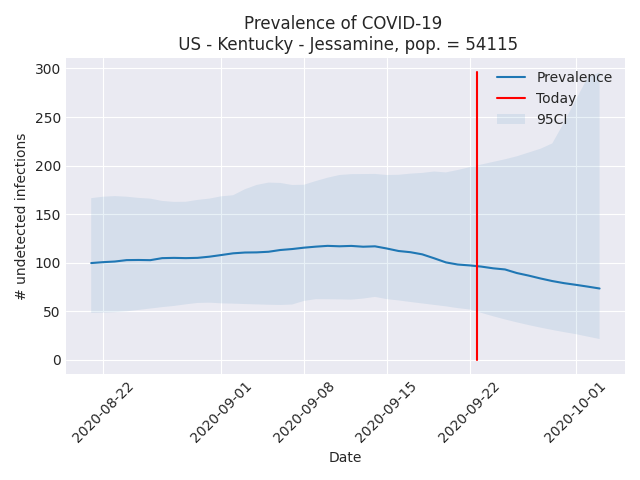 Prevalence of COVID-19
US - Kentucky - Jessamine, pop. = 54115
Prevalence
Today
95CI
# undetected infections
300
250
200
150
100
50
0
2020-08-22
2020-09-01
2020-09-08
2020-09-15
2020-09-22
2020-10-01
Date